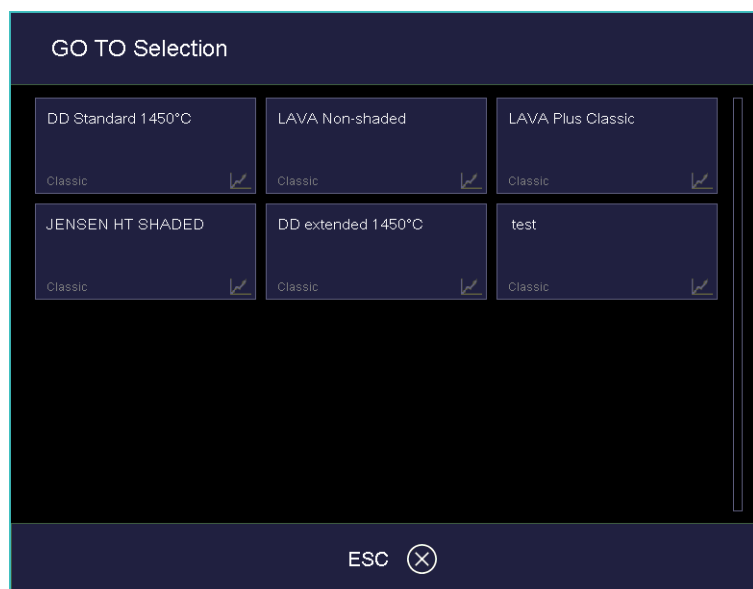 GO TO Selection
DD Standard 1450°C
Classic
LAVA Non-shaded
Classic
LAVA Plus Classic
Classic
JENSEN HT SHADED
Classic
DD extended 1450°C
Classic
test
Classic
ESC